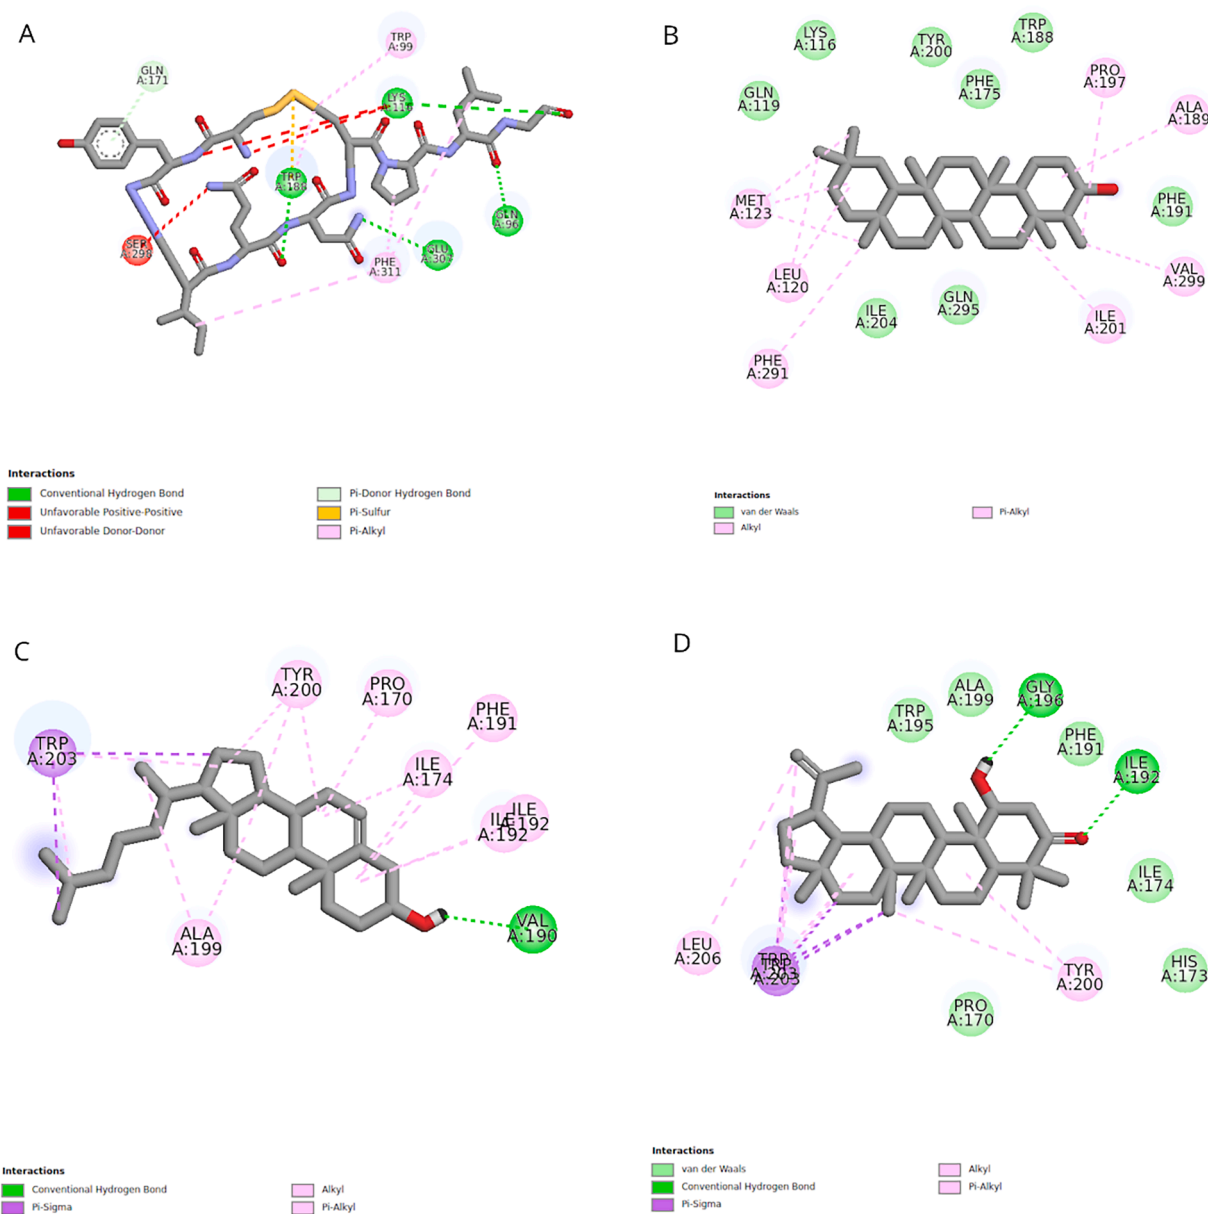 A
TRP
A:99
GLN
A:171
LYS
A:116
TRP
A:188
GLN
A:96
SER
A:298
GLU
PHE
A:311
Interactions
Conventional Hydrogen Bond
Unfavorable Positive-Positive
Unfavorable Donor-Donor
Pi-Donor Hydrogen Bond
Pi-Sulfur
Pi-Alkyl
B
LYS
A:116
TYR
A:200
TRP
A:188
GLN
A:119
PHE
A:175
PRO
A:197
ALA
A:189
MET
A:123
PHE
A:191
LEU
A:120
ILE
A:204
GLN
A:295
ILE
A:201
VAL
A:299
PHE
A:291
Interactions
van der Waals
Alkyl
Pi-Alkyl
C
TYR
A:200
PRO
A:170
PHE
A:191
TRP
A:203
ILE
A:174
ILE
A:192
ILE
A:192
VAL
A:190
ALA
A:199
Interactions
Conventional Hydrogen Bond
Pi-Sigma
Alkyl
Pi-Alkyl
D
TRP
A:195
ALA
A:199
GLY
A:196
PHE
A:191
ILE
A:192
ILE
A:174
LEU
A:206
TRP
A:203
TRP
A:203
TYR
A:200
HIS
A:173
PRO
A:170
Interactions
van der Waals
Conventional Hydrogen Bond
Pi-Sigma
Alkyl
Pi-Alkyl